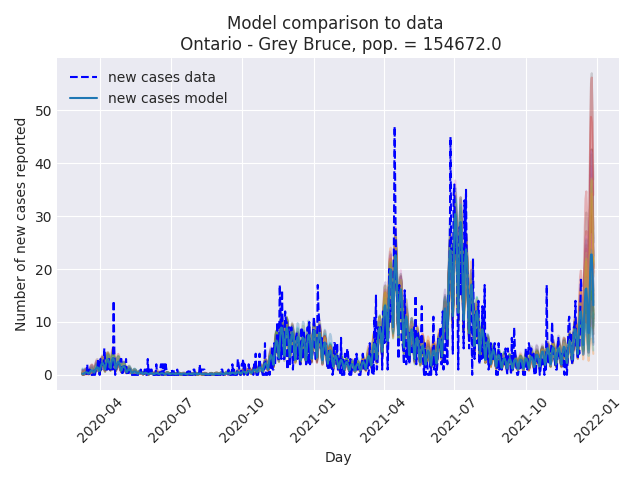 Model comparison to data
Ontario - Grey Bruce, pop. = 154672.0
new cases data
new cases model
Number of new cases reported
50
40
30
20
10
0
2020-04
2020-07
2020-10
2021-01
2021-04
2021-07
2021-10
2022-01
Day